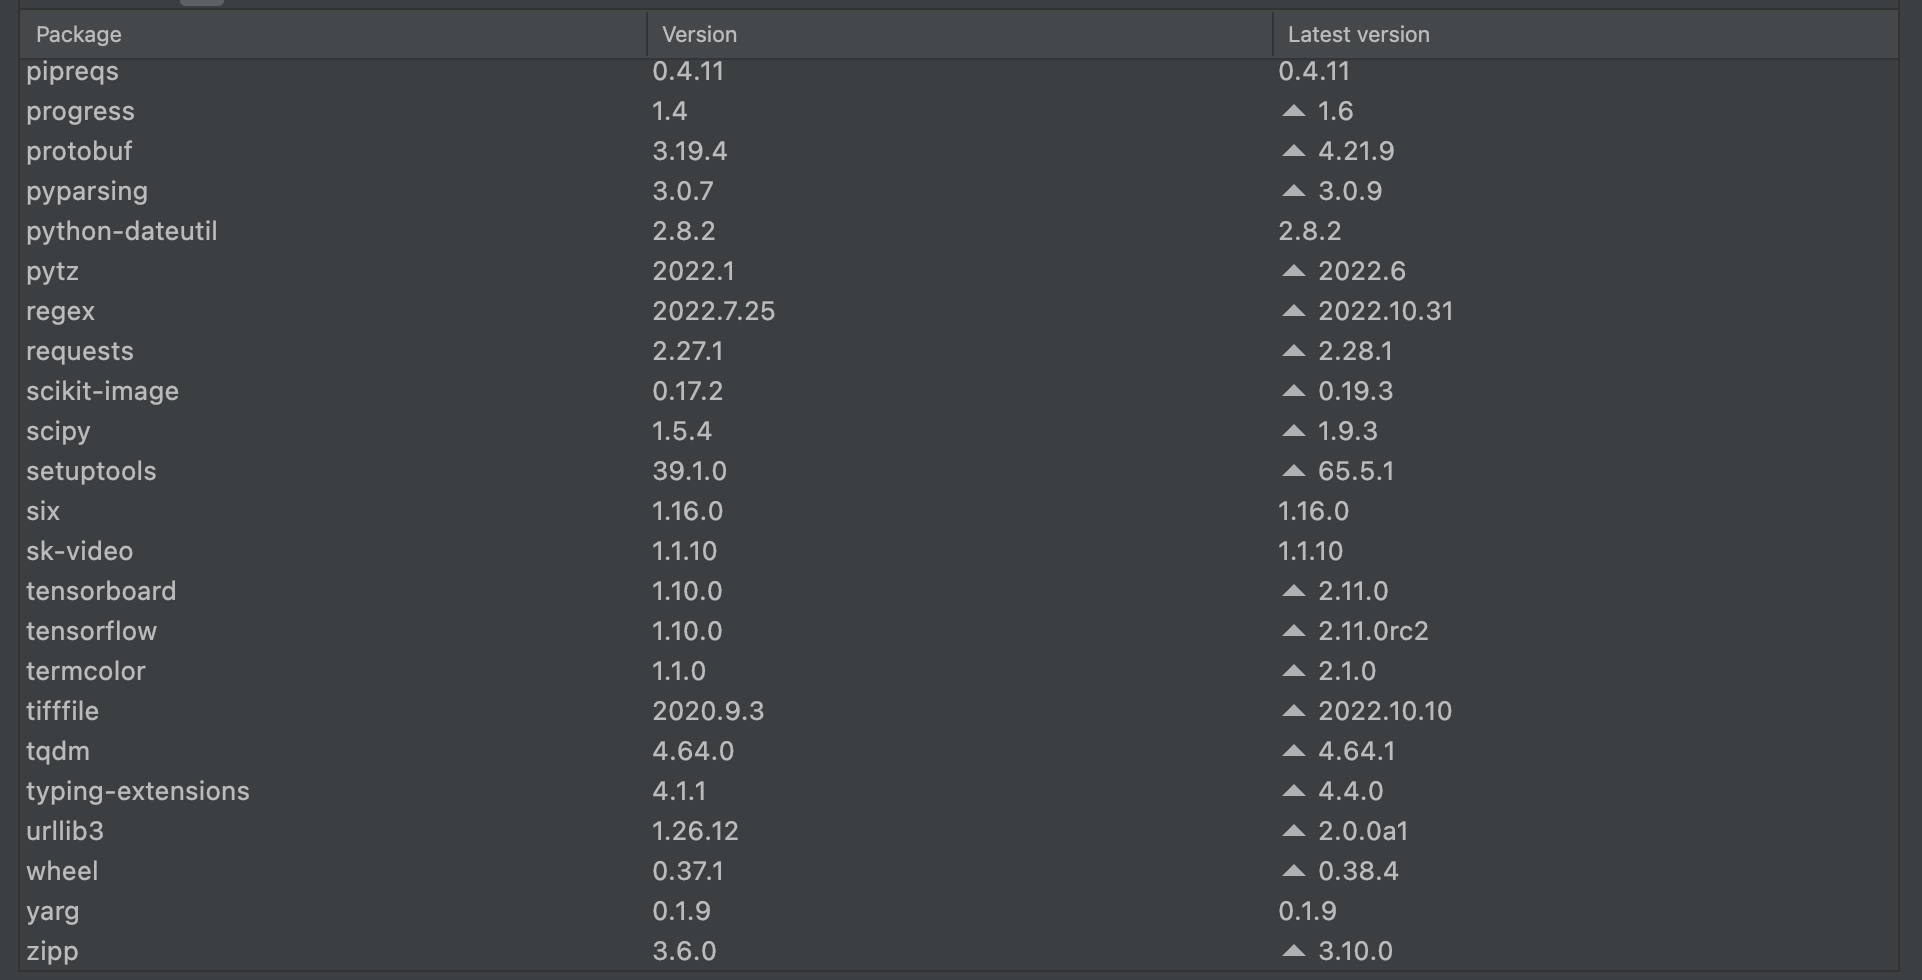 Package Version Latest version
pipreqs 0.4.11 0.4.11
progress 1.4 1.6
protobuf 3.19.4 4.21.9
pyparsing 3.0.7 3.0.9
python-dateutil 2.8.2 2.8.2
pytz 2022.1 2022.6
regex 2022.7.25 2022.10.31
requests 2.27.1 2.28.1
scikit-image 0.17.2 0.19.3
scipy 1.5.4 1.9.3
setuptools 39.1.0 65.5.1
six 1.16.0 1.16.0
sk-video 1.1.10 1.1.10
tensorboard 1.10.0 2.11.0
tensorflow 1.10.0 2.11.0rc2
termcolor 1.1.0 2.1.0
tifffile 2020.9.3 2022.10.10
tqdm 4.64.0 4.64.1
typing-extensions 4.1.1 4.4.0
urllib3 1.26.12 2.0.0a1
wheel 0.37.1 0.38.4
yarg 0.1.9 0.1.9
zipp 3.6.0 3.10.0